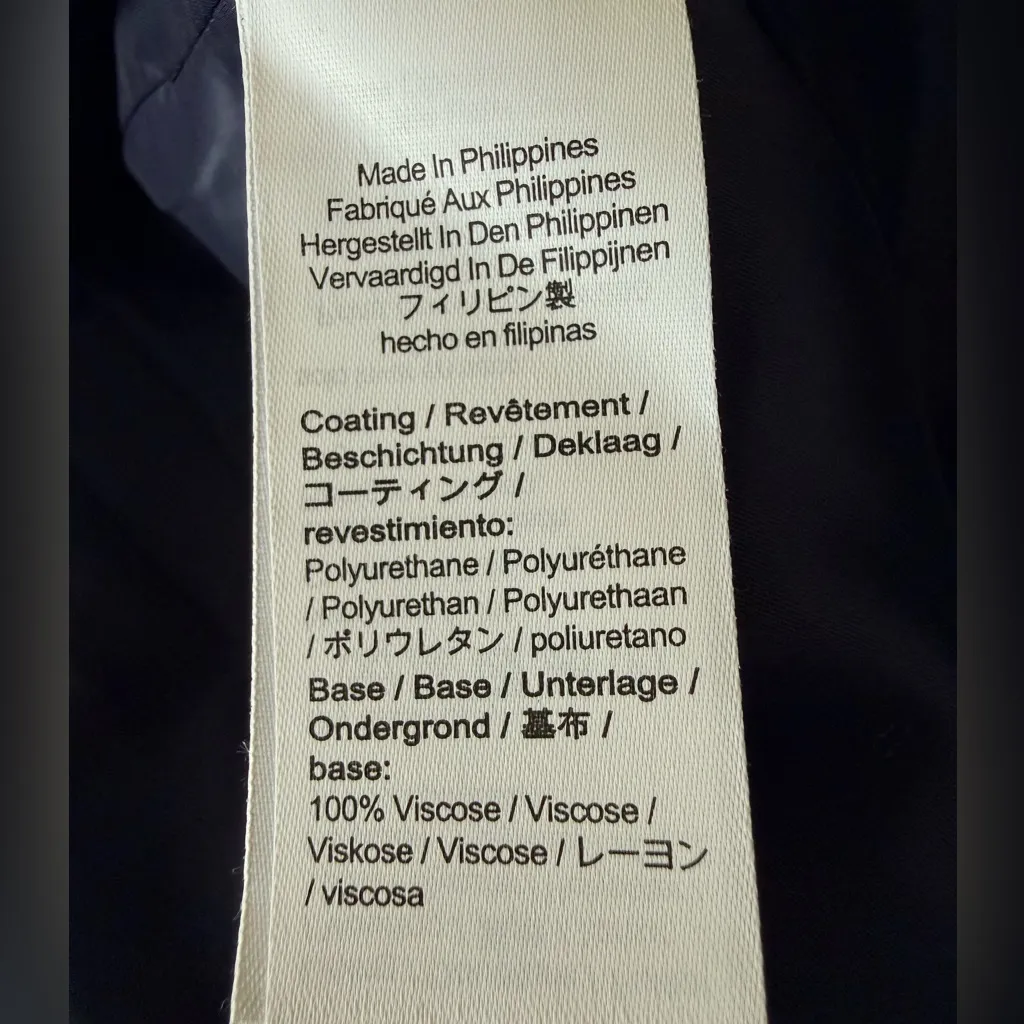 Made In Philippines
Fabriqué Aux Philippines
Hergestellt In Den Philippinen
Vervaardigd In De Filippijnen
フィリピン製
hecho en filipinas
Coating / Revêtement /
Beschichtung / Deklaag /
コーティング /
revestimiento:
Polyurethane / Polyuréthane
/ Polyurethan / Polyurethaan
/ ポリウレタン / poliuretano
Base / Base / Unterlage /
Ondergrond / 基布 /
base:
100% Viscose / Viscose /
Viskose / Viscose / レーヨン
/ viscosa